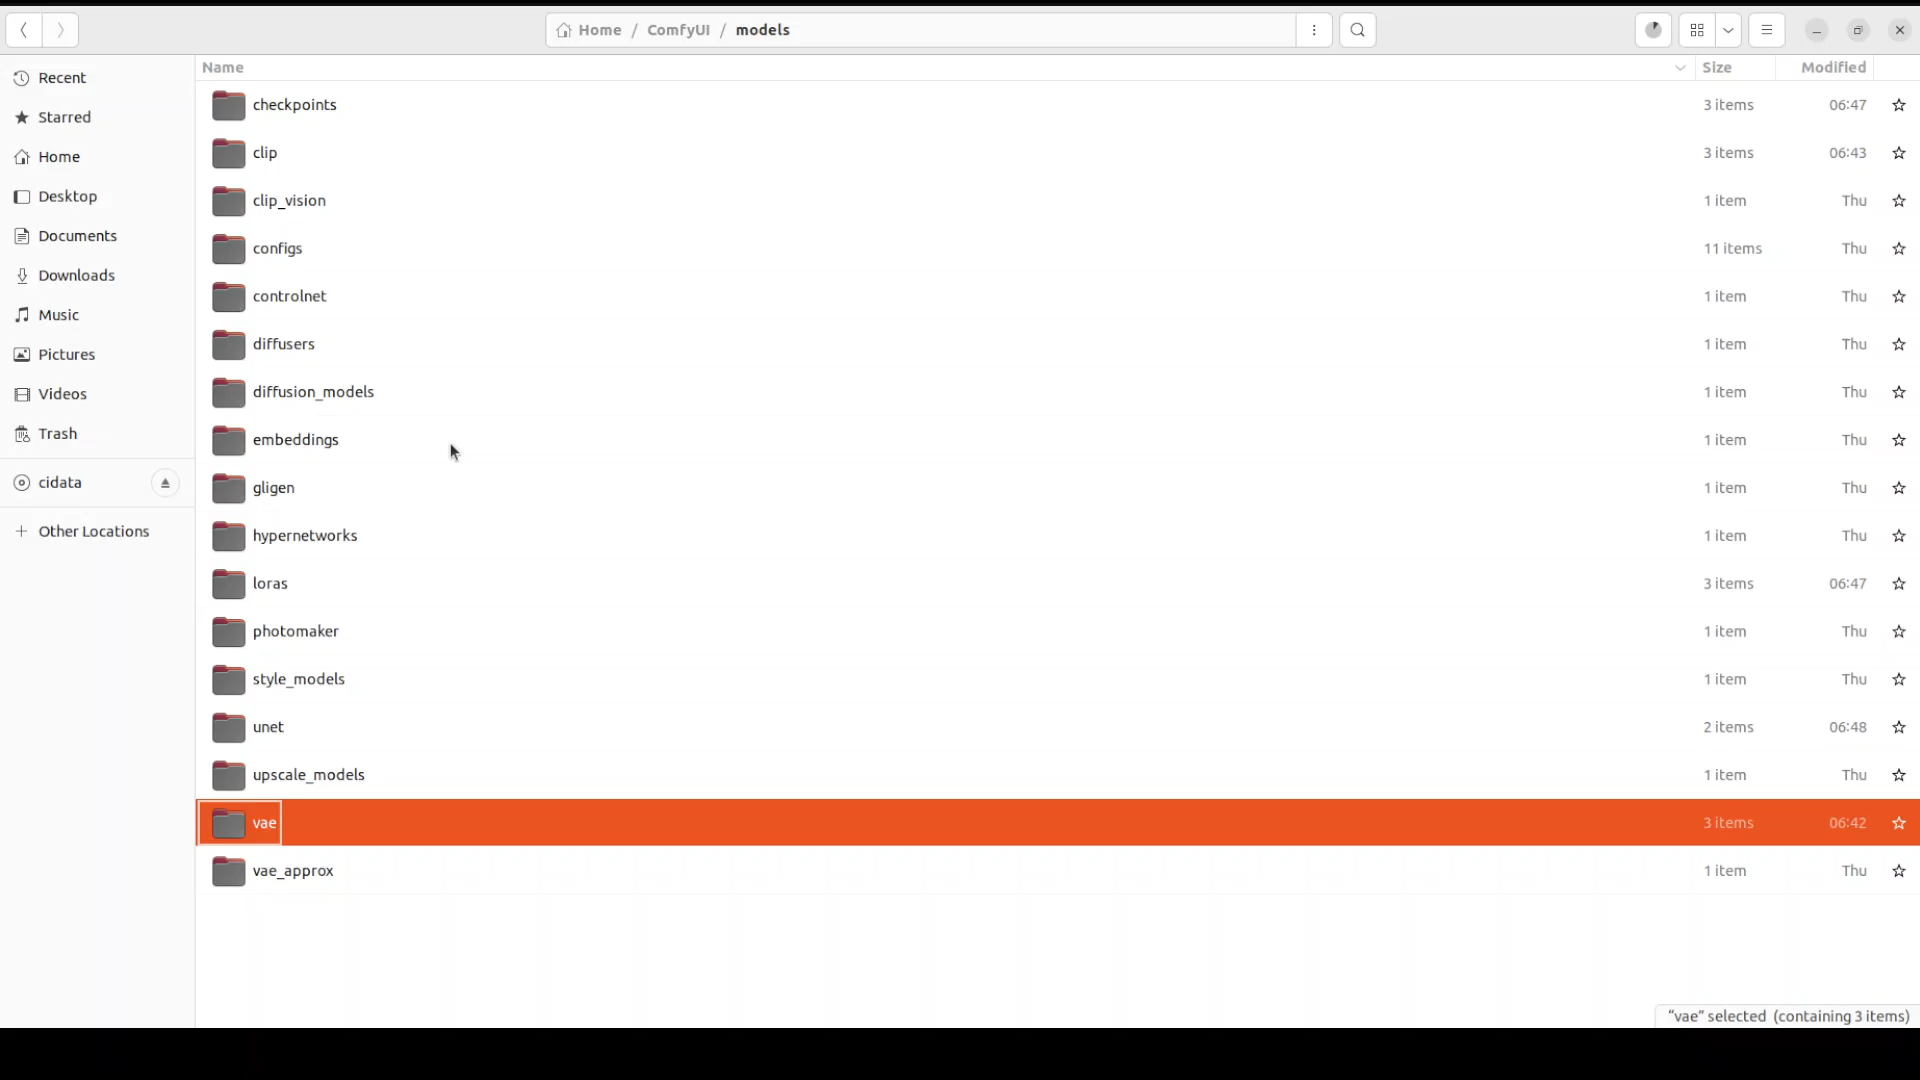 Home / ComfyUI / models
Recent
Starred
Home
Desktop
Documents
Downloads
Music
Pictures
Videos
Trash
cidata
Other Locations
Name Size Modified
checkpoints 3 items 06:47
clip 3 items 06:43
clip_vision 1 item Thu
configs 11 items Thu
controlnet 1 item Thu
diffusers 1 item Thu
diffusion_models 1 item Thu
embeddings 1 item Thu
gligen 1 item Thu
hypernetworks 1 item Thu
loras 3 items 06:47
photomaker 1 item Thu
style_models 1 item Thu
unet 2 items 06:48
upscale_models 1 item Thu
vae 3 items 06:42
vae_approx 1 item Thu
“vae” selected (containing 3 items)